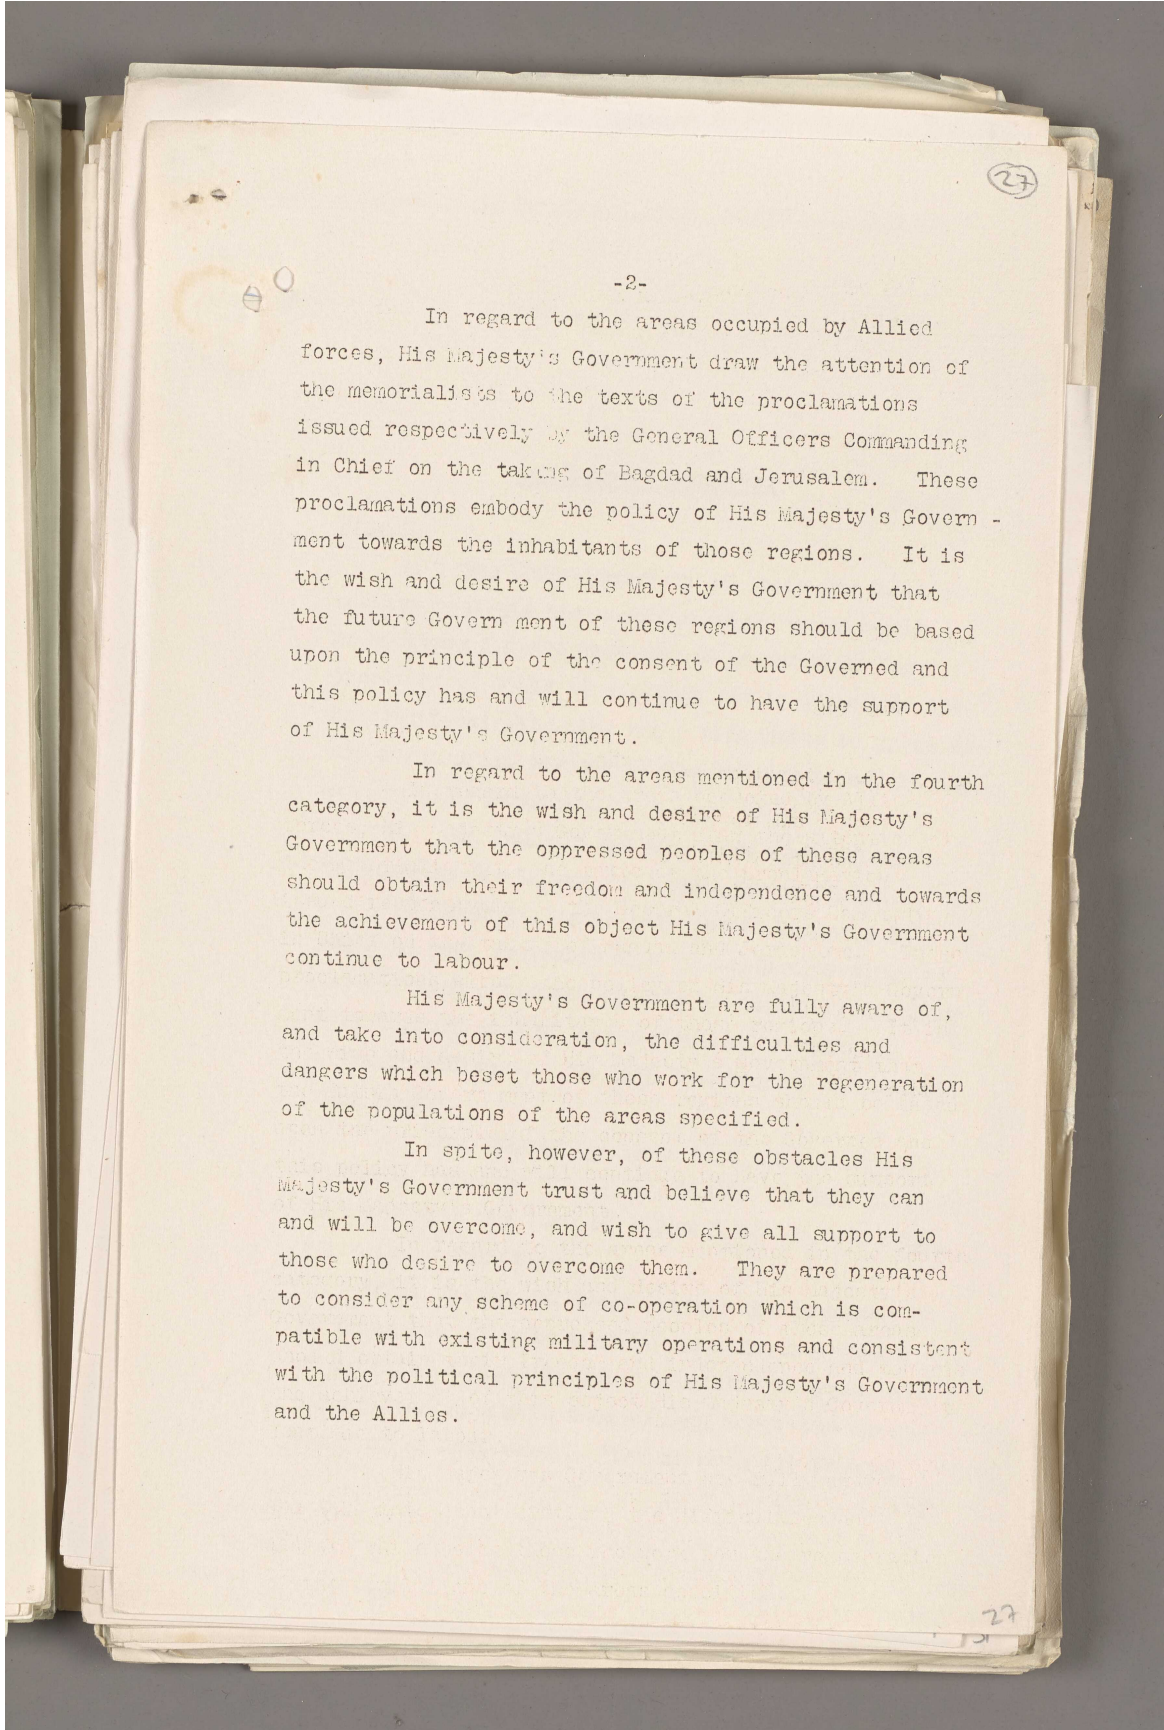 27
-2-
In regard to the areas occupied by Allied
forces, His Majesty's Government draw the attention of
the memorialists to the texts of the proclamations
issued respectively by the General Officers Commanding
in Chief on the taking of Bagdad and Jerusalem. These
proclamations embody the policy of His Majesty's Govern -
ment towards the inhabitants of those regions. It is
the wish and desire of His Majesty's Government that
the future Govern ment of these regions should be based
upon the principle of the consent of the Governed and
this policy has and will continue to have the support
of His Majesty's Government.
In regard to the areas mentioned in the fourth
category, it is the wish and desire of His Majesty's
Government that the oppressed peoples of these areas
should obtain their freedom and independence and towards
the achievement of this object His Majesty's Government
continue to labour.
His Majesty's Government are fully aware of,
and take into consideration, the difficulties and
dangers which beset those who work for the regeneration
of the populations of the areas specified.
In spite, however, of these obstacles His
Majesty's Government trust and believe that they can
and will be overcome, and wish to give all support to
those who desire to overcome them. They are prepared
to consider any scheme of co-operation which is com-
patible with existing military operations and consistent
with the political principles of His Majesty's Government
and the Allies.
27